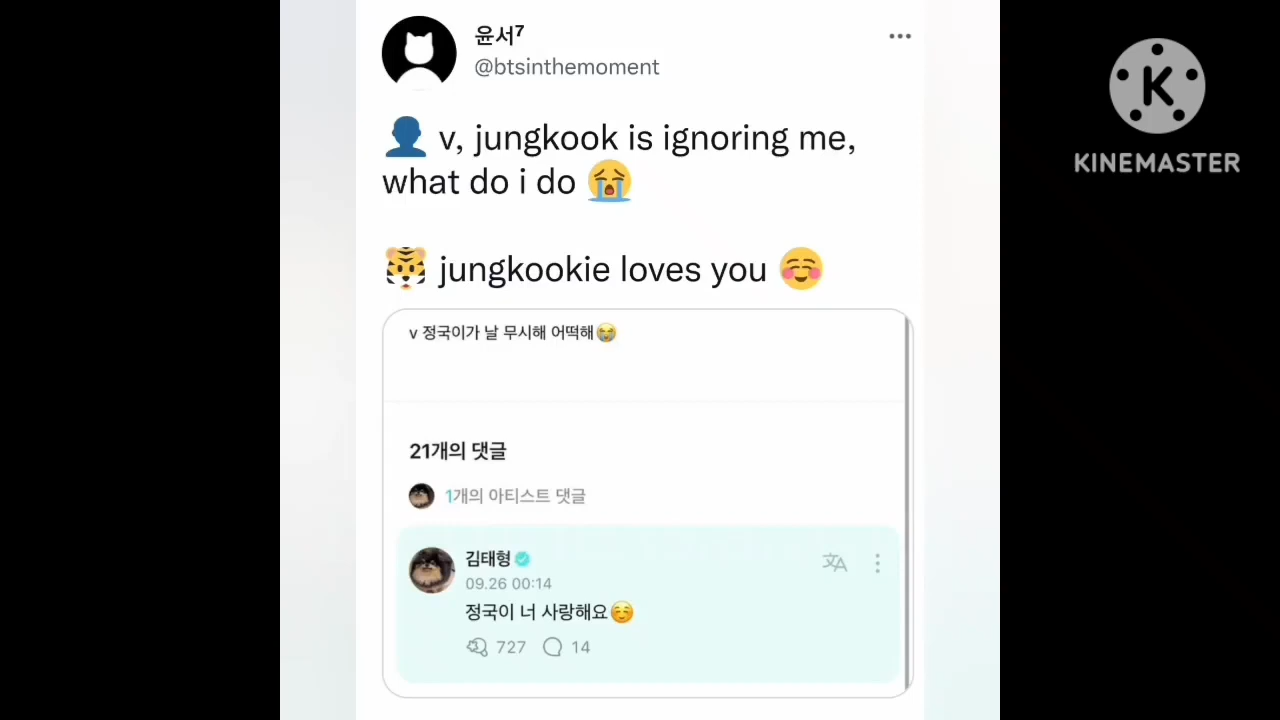 윤서⁷
@btsinthemoment
👤 v, jungkook is ignoring me,
what do i do 😭
🐯 jungkookie loves you ☺️
v 정국이가 날 무시해 어떡해😭
21개의 댓글
1개의 아티스트 댓글
김태형
09.26 00:14
정국이 너 사랑해요☺️
727 14
KINEMASTER